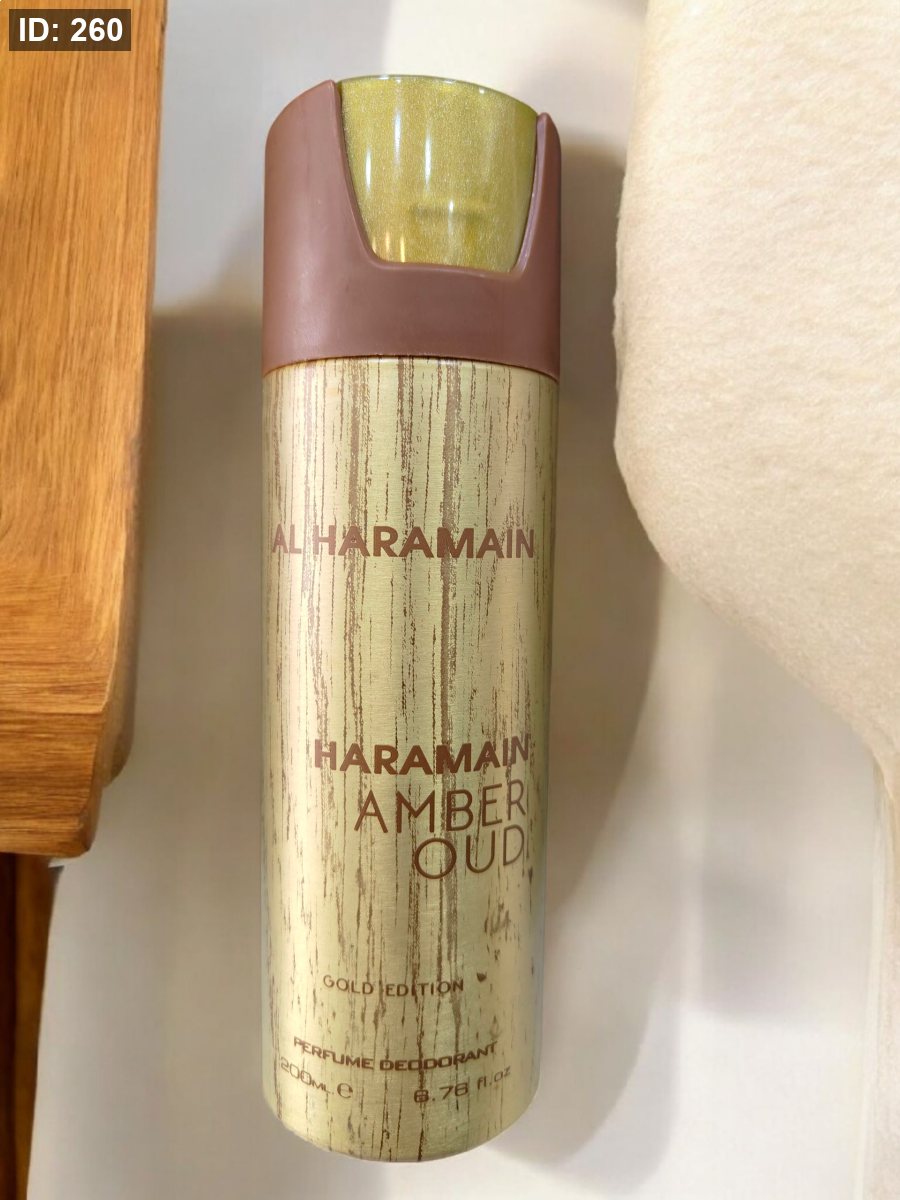 ID: 260
AL HARAMAIN
HARAMAIN
AMBER
OUD
GOLD EDITION
PERFUME DEODORANT
200ML ℮ 6.76 fl.oz